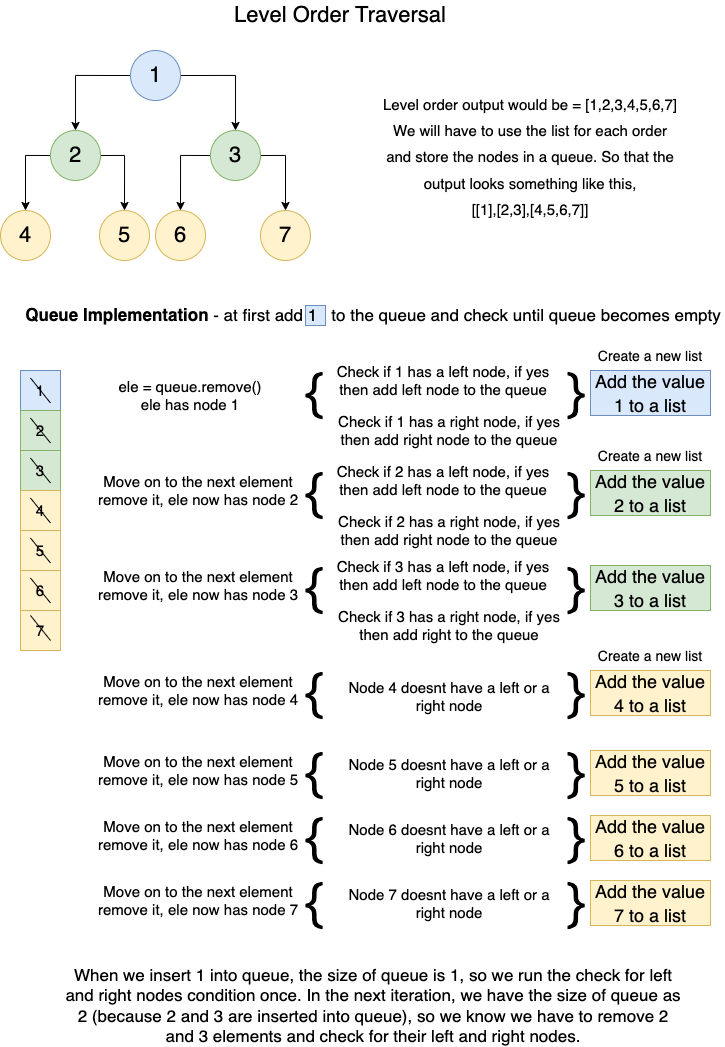 Level Order Traversal
1
2
3
4
5
6
7
Level order output would be = [1,2,3,4,5,6,7]
We will have to use the list for each order
and store the nodes in a queue. So that the
output looks something like this,
[[1],[2,3],[4,5,6,7]]
Queue Implementation - at first add 1 to the queue and check until queue becomes empty
1
2
3
4
5
6
7
ele = queue.remove()
ele has node 1
{
Check if 1 has a left node, if yes
then add left node to the queue
Check if 1 has a right node, if yes
then add right node to the queue
}
Create a new list
Add the value
1 to a list
Move on to the next element
remove it, ele now has node 2
{
Check if 2 has a left node, if yes
then add left node to the queue
Check if 2 has a right node, if yes
then add right node to the queue
}
Create a new list
Add the value
2 to a list
Move on to the next element
remove it, ele now has node 3
{
Check if 3 has a left node, if yes
then add left node to the queue
Check if 3 has a right node, if yes
then add right to the queue
}
Add the value
3 to a list
Move on to the next element
remove it, ele now has node 4
{
Node 4 doesnt have a left or a
right node
}
Create a new list
Add the value
4 to a list
Move on to the next element
remove it, ele now has node 5
{
Node 5 doesnt have a left or a
right node
}
Add the value
5 to a list
Move on to the next element
remove it, ele now has node 6
{
Node 6 doesnt have a left or a
right node
}
Add the value
6 to a list
Move on to the next element
remove it, ele now has node 7
{
Node 7 doesnt have a left or a
right node
}
Add the value
7 to a list
When we insert 1 into queue, the size of queue is 1, so we run the check for left
and right nodes condition once. In the next iteration, we have the size of queue as
2 (because 2 and 3 are inserted into queue), so we know we have to remove 2
and 3 elements and check for their left and right nodes.